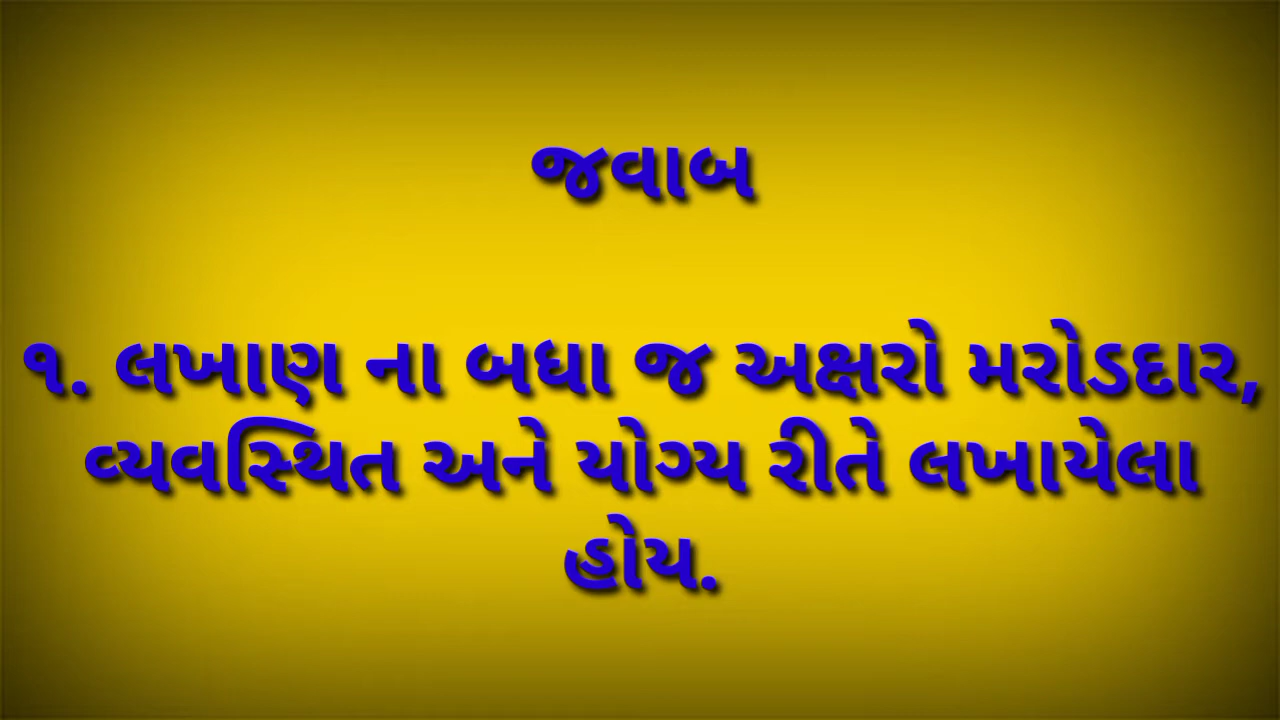 જવાબ
૧. લખાણ ના બધા જ અક્ષરો મરોડદાર,
વ્યવસ્થિત અને યોગ્ય રીતે લખાયેલા
હોય.